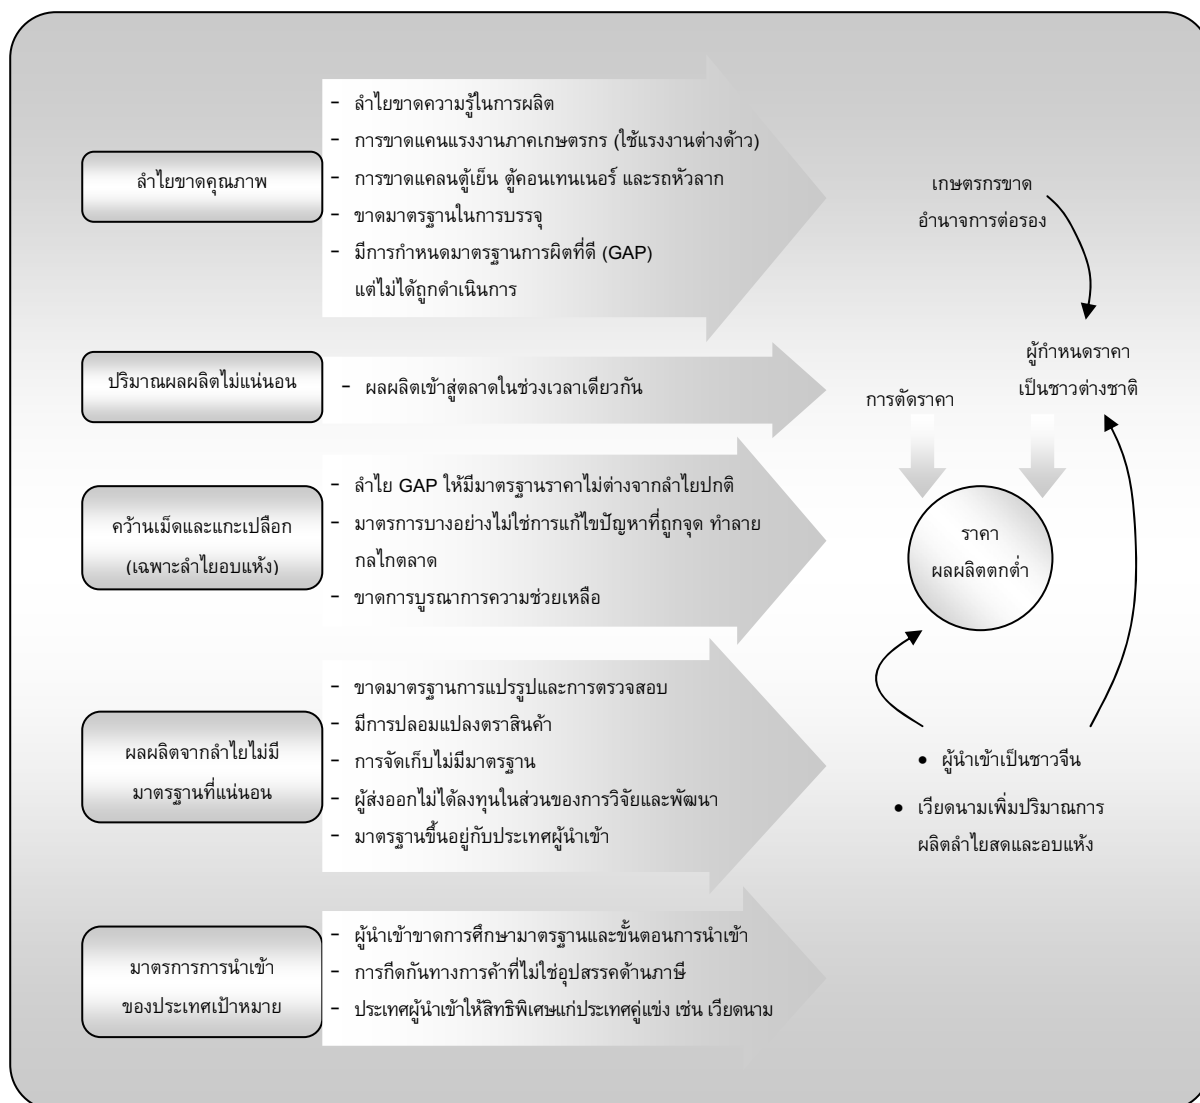 ลำไยขาดคุณภาพ
- ลำไยขาดความรู้ในการผลิต
- การขาดแคนแรงงานภาคเกษตรกร (ใช้แรงงานต่างด้าว)
- การขาดแคลนตู้เย็น ตู้คอนเทนเนอร์ และรถหัวลาก
- ขาดมาตรฐานในการบรรจุ
- มีการกำหนดมาตรฐานการผิตที่ดี (GAP)
แต่ไม่ได้ถูกดำเนินการ
ปริมาณผลผลิตไม่แน่นอน
- ผลผลิตเข้าสู่ตลาดในช่วงเวลาเดียวกัน
คว้านเม็ดและแกะเปลือก
(เฉพาะลำไยอบแห้ง)
- ลำไย GAP ให้มีมาตรฐานราคาไม่ต่างจากลำไยปกติ
- มาตรการบางอย่างไม่ใช่การแก้ไขปัญหาที่ถูกจุด ทำลาย
กลไกตลาด
- ขาดการบูรณาการความช่วยเหลือ
ผลผลิตจากลำไยไม่มี
มาตรฐานที่แน่นอน
- ขาดมาตรฐานการแปรรูปและการตรวจสอบ
- มีการปลอมแปลงตราสินค้า
- การจัดเก็บไม่มีมาตรฐาน
- ผู้ส่งออกไม่ได้ลงทุนในส่วนของการวิจัยและพัฒนา
- มาตรฐานขึ้นอยู่กับประเทศผู้นำเข้า
มาตรการการนำเข้า
ของประเทศเป้าหมาย
- ผู้นำเข้าขาดการศึกษามาตรฐานและขั้นตอนการนำเข้า
- การกีดกันทางการค้าที่ไม่ใช่อุปสรรคด้านภาษี
- ประเทศผู้นำเข้าให้สิทธิพิเศษแก่ประเทศคู่แข่ง เช่น เวียดนาม
เกษตรกรขาด
อำนาจการต่อรอง
ผู้กำหนดราคา
เป็นชาวต่างชาติ
การตัดราคา
ราคา
ผลผลิตตกต่ำ
• ผู้นำเข้าเป็นชาวจีน
• เวียดนามเพิ่มปริมาณการ
ผลิตลำไยสดและอบแห้ง